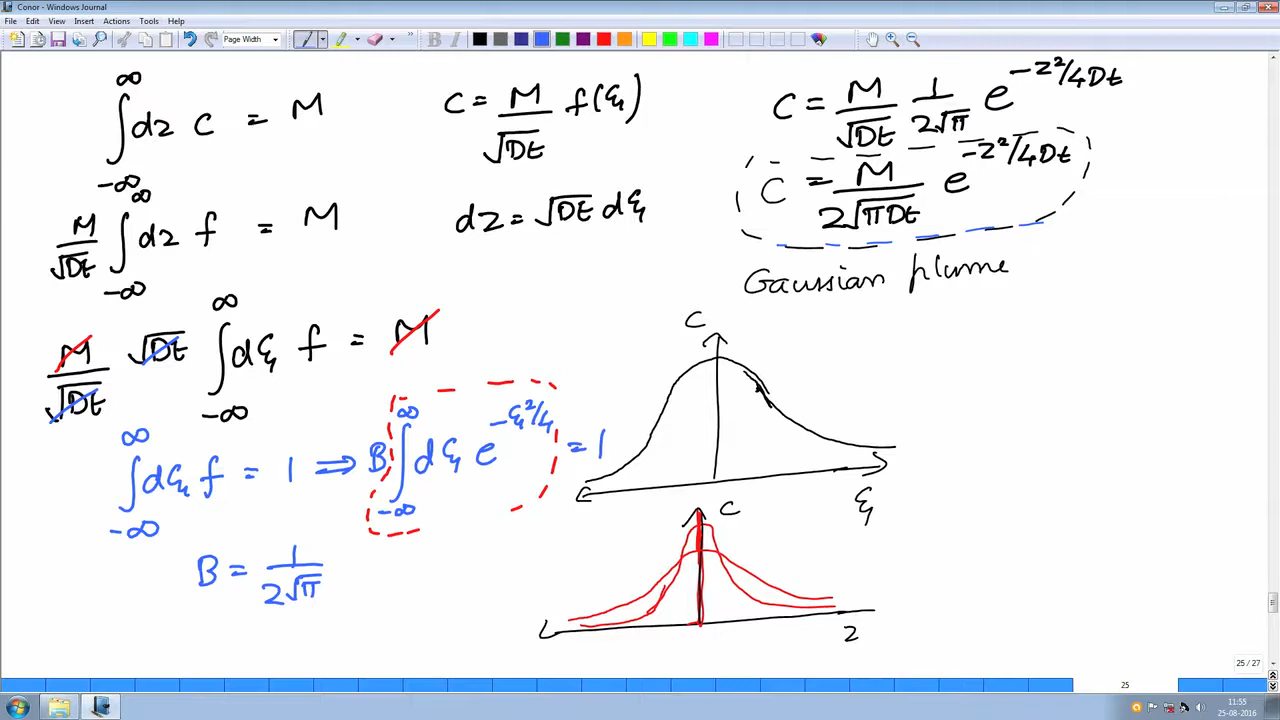 Conor - Windows Journal
File Edit View Insert Actions Tools Help
Page Width
B I
∫_{-∞}^{∞} dz c = M
c = M/√Dt f(ξ)
C = M/√Dt 1/2√π e^{-z²/4Dt}
C = M/2√πDt e^{-z²/4Dt}
M/√Dt ∫_{-∞}^{∞} dz f = M
dz = √Dt dξ
Gaussian plume
M/√Dt √Dt ∫_{-∞}^{∞} dξ f = M
C
ξ
∫_{-∞}^{∞} dξ f = 1 ⇒ B ∫_{-∞}^{∞} dξ e^{-ξ²/4} = 1
C
z
B = 1/2√π
25 / 27
25
11:55
25-08-2016